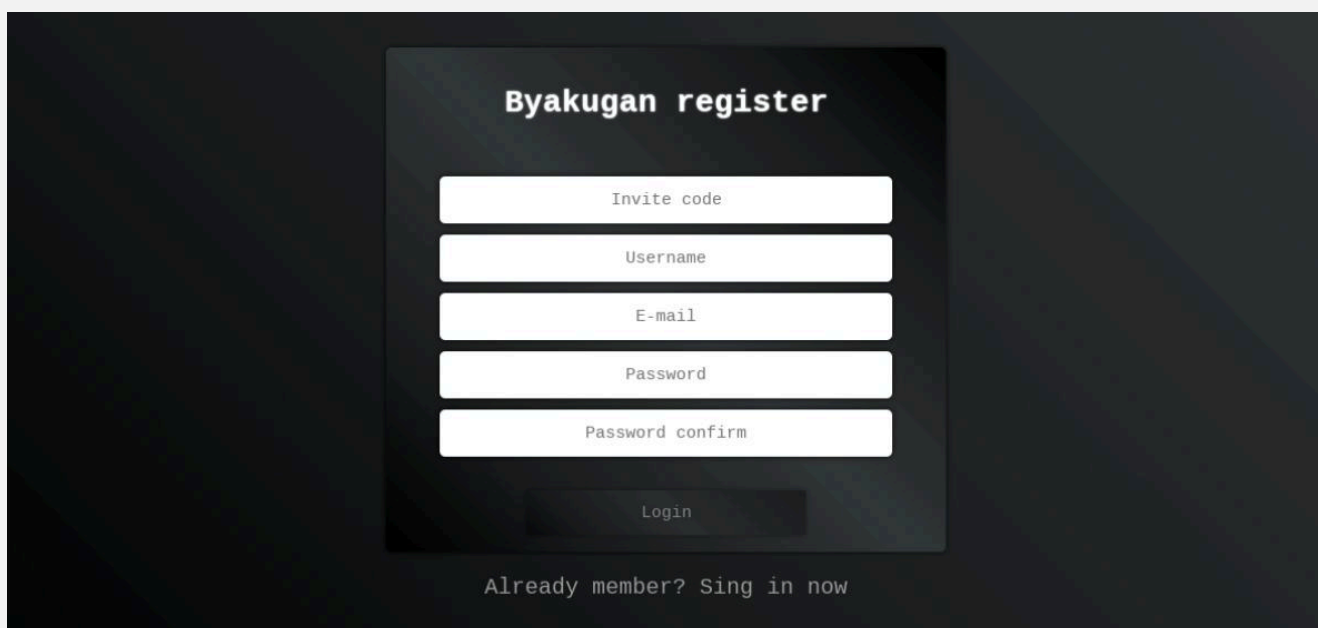 Byakugan register
Invite code
Username
E-mail
Password
Password confirm
Login
Already member? Sing in now